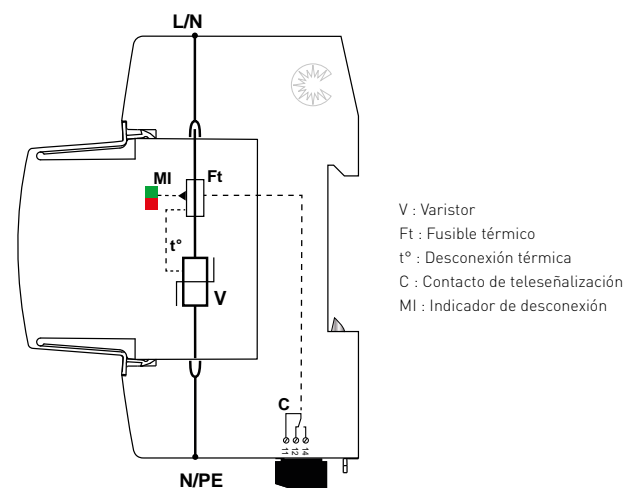 L/N
MI
Ft
t°
V
C
11
12
14
N/PE
V : Varistor
Ft : Fusible térmico
t° : Desconexión térmica
C : Contacto de teleseñalización
MI : Indicador de desconexión